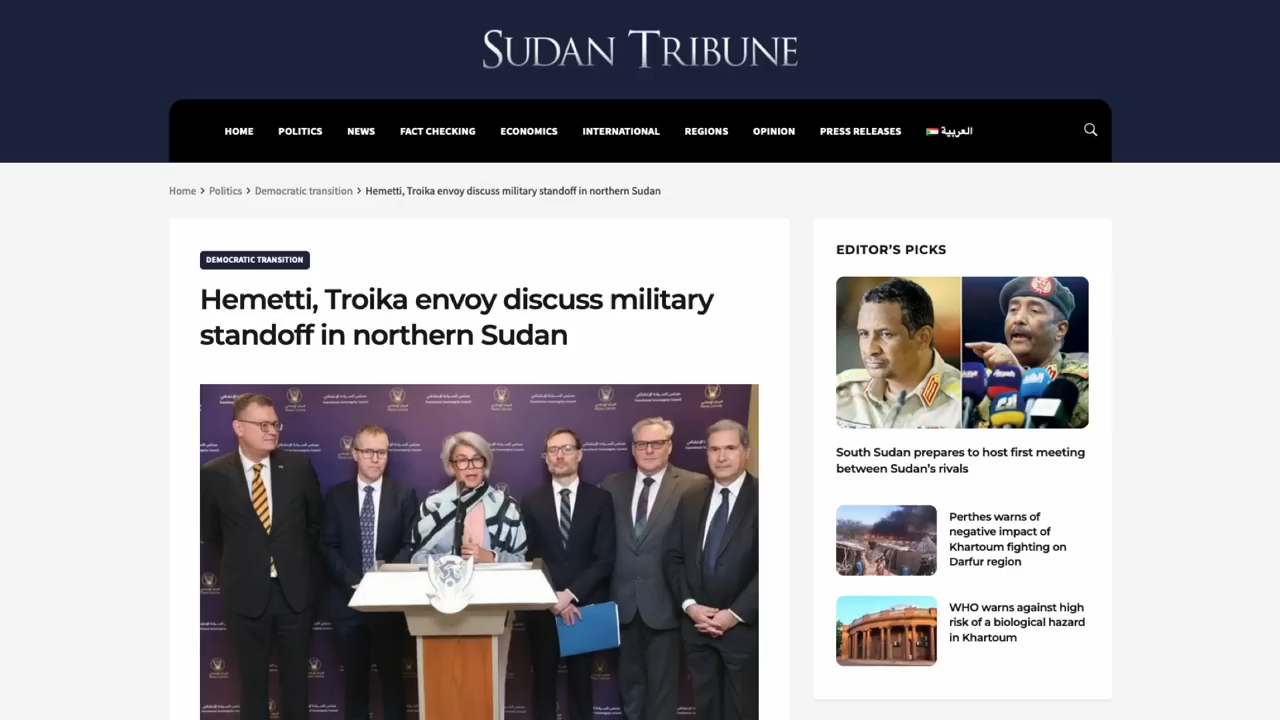 SUDAN TRIBUNE
HOME POLITICS NEWS FACT CHECKING ECONOMICS INTERNATIONAL REGIONS OPINION PRESS RELEASES العربية
Home > Politics > Democratic transition > Hemetti, Troika envoy discuss military standoff in northern Sudan
DEMOCRATIC TRANSITION
Hemetti, Troika envoy discuss military
standoff in northern Sudan
EDITOR'S PICKS
South Sudan prepares to host first meeting
between Sudan's rivals
Perthes warns of
negative impact of
Khartoum fighting on
Darfur region
WHO warns against high
risk of a biological hazard
in Khartoum